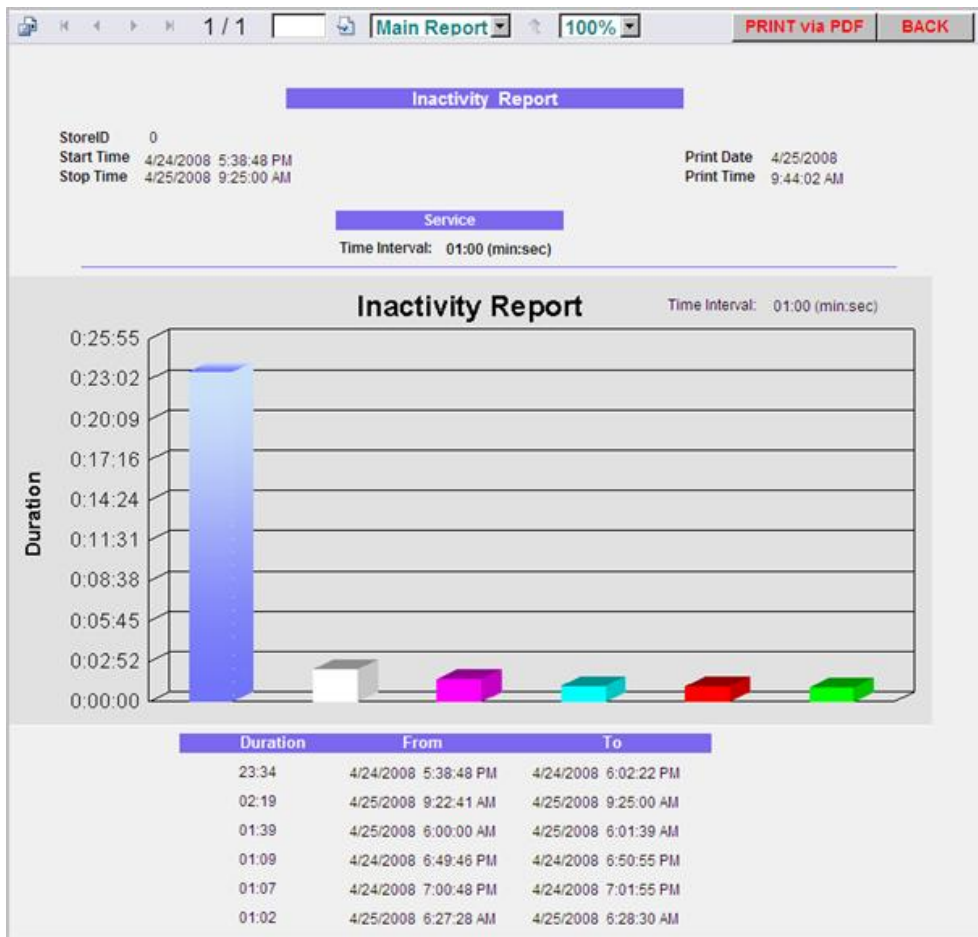 1 / 1 Main Report 100% PRINT via PDF BACK
Inactivity Report
StoreID 0
Start Time 4/24/2008 5:38:48 PM Print Date 4/25/2008
Stop Time 4/25/2008 9:25:00 AM Print Time 9:44:02 AM
Service
Time Interval: 01:00 (min:sec)
Inactivity Report Time Interval: 01:00 (min:sec)
0:25:55
0:23:02
0:20:09
0:17:16
0:14:24
0:11:31
0:08:38
0:05:45
0:02:52
0:00:00
Duration
Duration From To
23:34 4/24/2008 5:38:48 PM 4/24/2008 6:02:22 PM
02:19 4/25/2008 9:22:41 AM 4/25/2008 9:25:00 AM
01:39 4/25/2008 6:00:00 AM 4/25/2008 6:01:39 AM
01:09 4/24/2008 6:49:46 PM 4/24/2008 6:50:55 PM
01:07 4/24/2008 7:00:48 PM 4/24/2008 7:01:55 PM
01:02 4/25/2008 6:27:28 AM 4/25/2008 6:28:30 AM